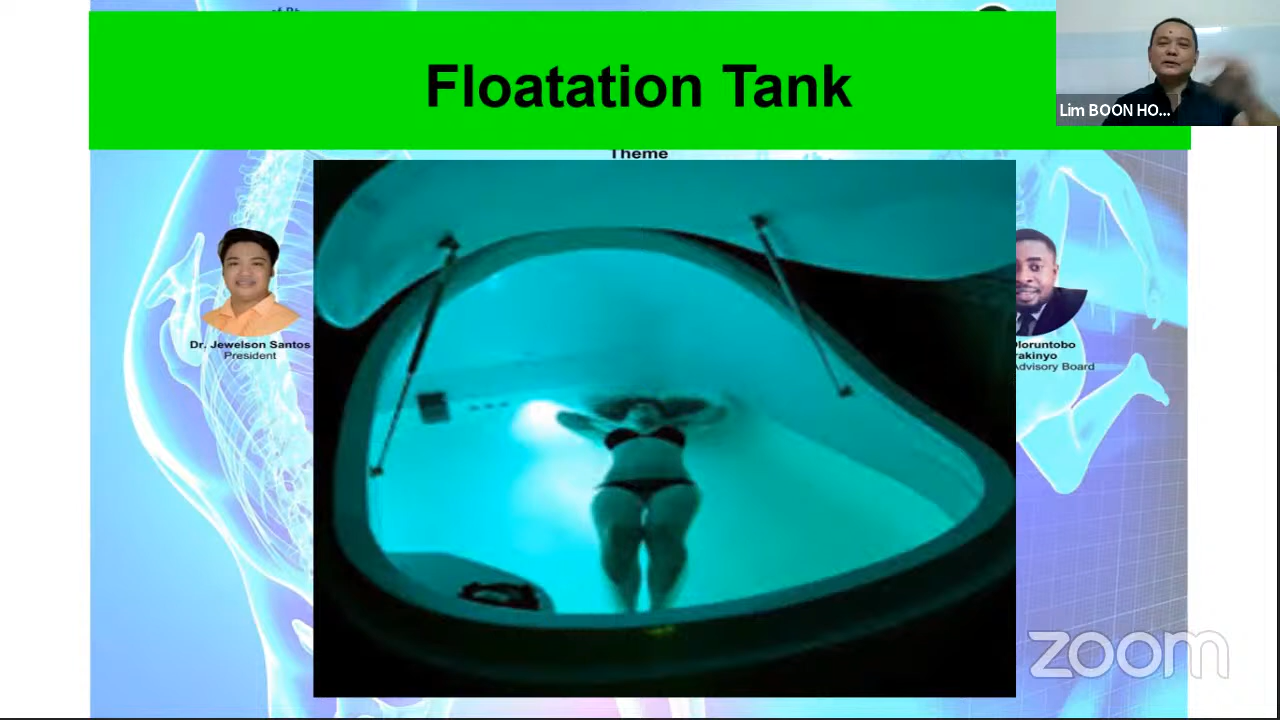 Floatation Tank
Lim BOON HO...
Theme
Dr. Jewelson Santos
President
Advisory Board
zoom